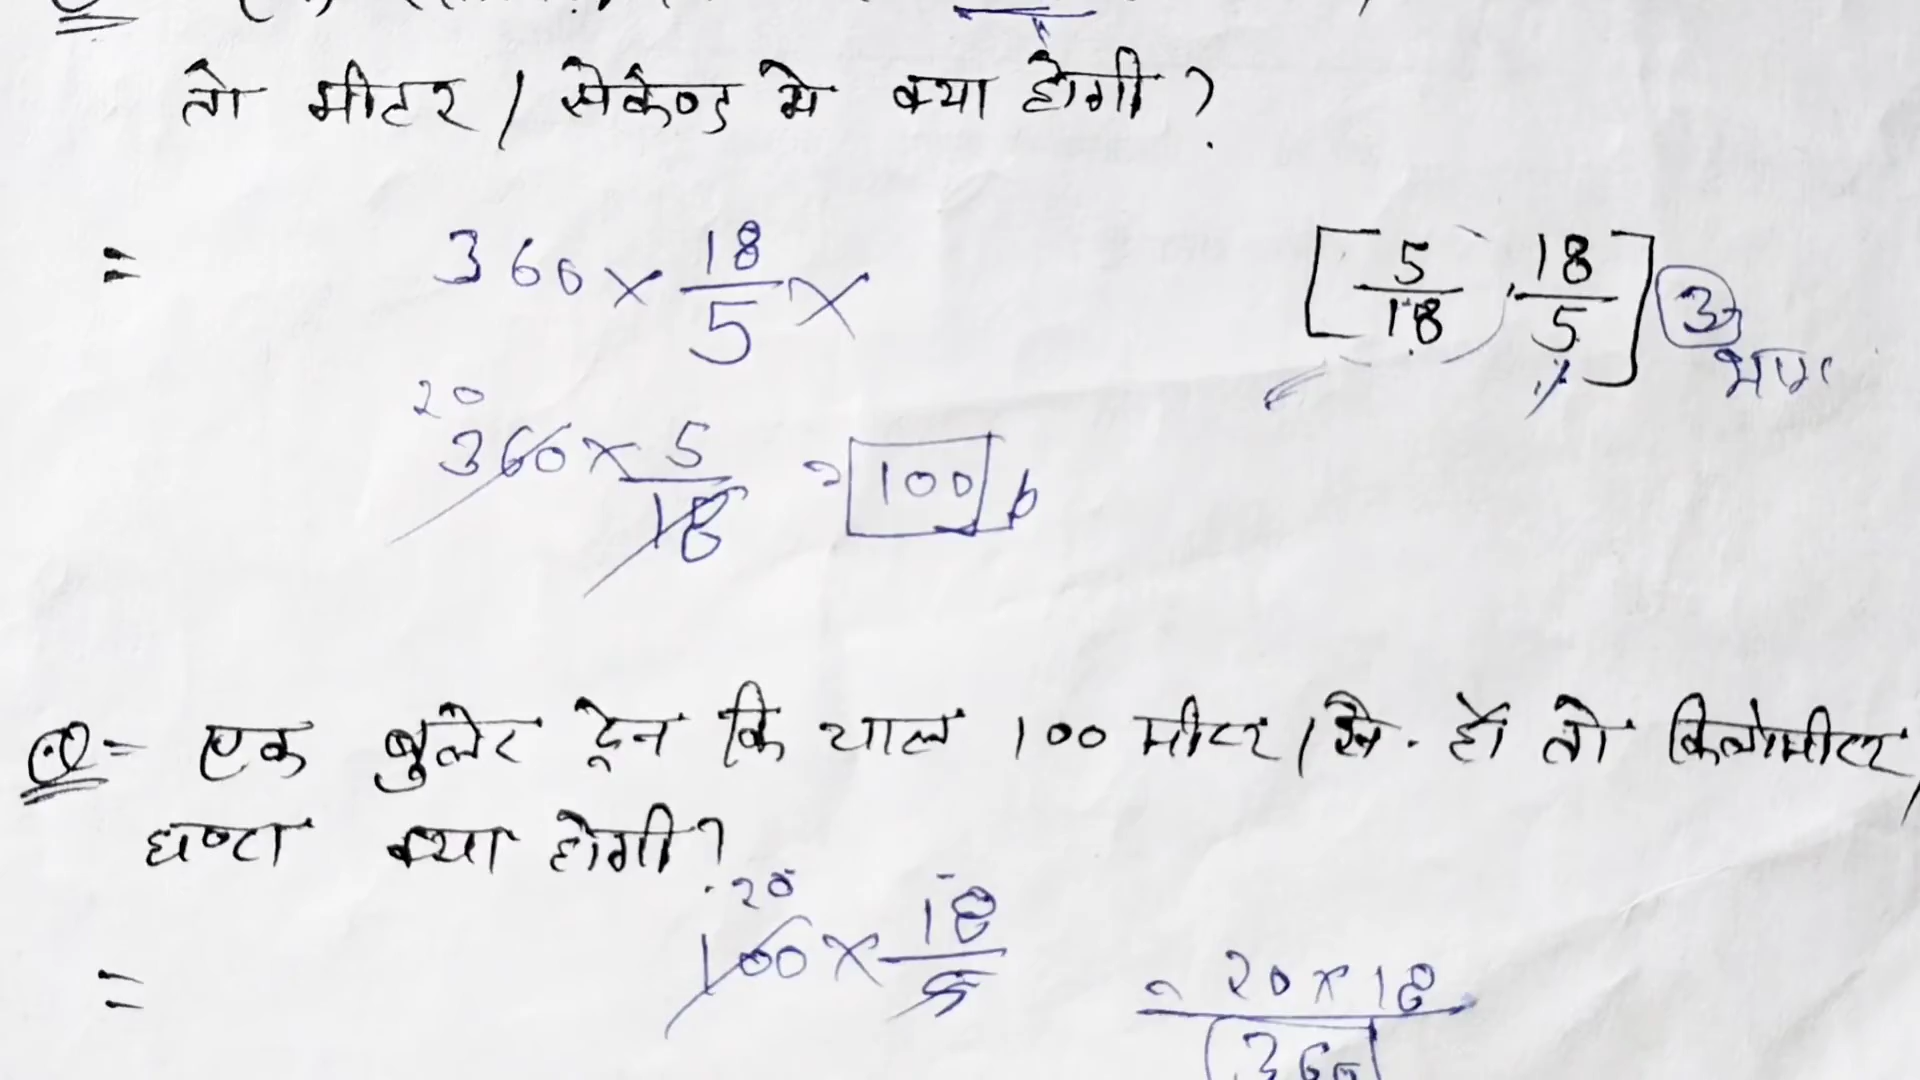 तो मीटर / सेकेण्ड मे क्या होगी ?
= 360 × 18/5 ×
[ 5/18 , 18/5 ] 3
20
360 × 5/18 = 100
Q = एक बुलेट ट्रेन कि चाल 100 मीटर / से. हो तो किलोमीटर /
घण्टा क्या होगी ?
20
= 100 × 18/5 = 20 × 18
360